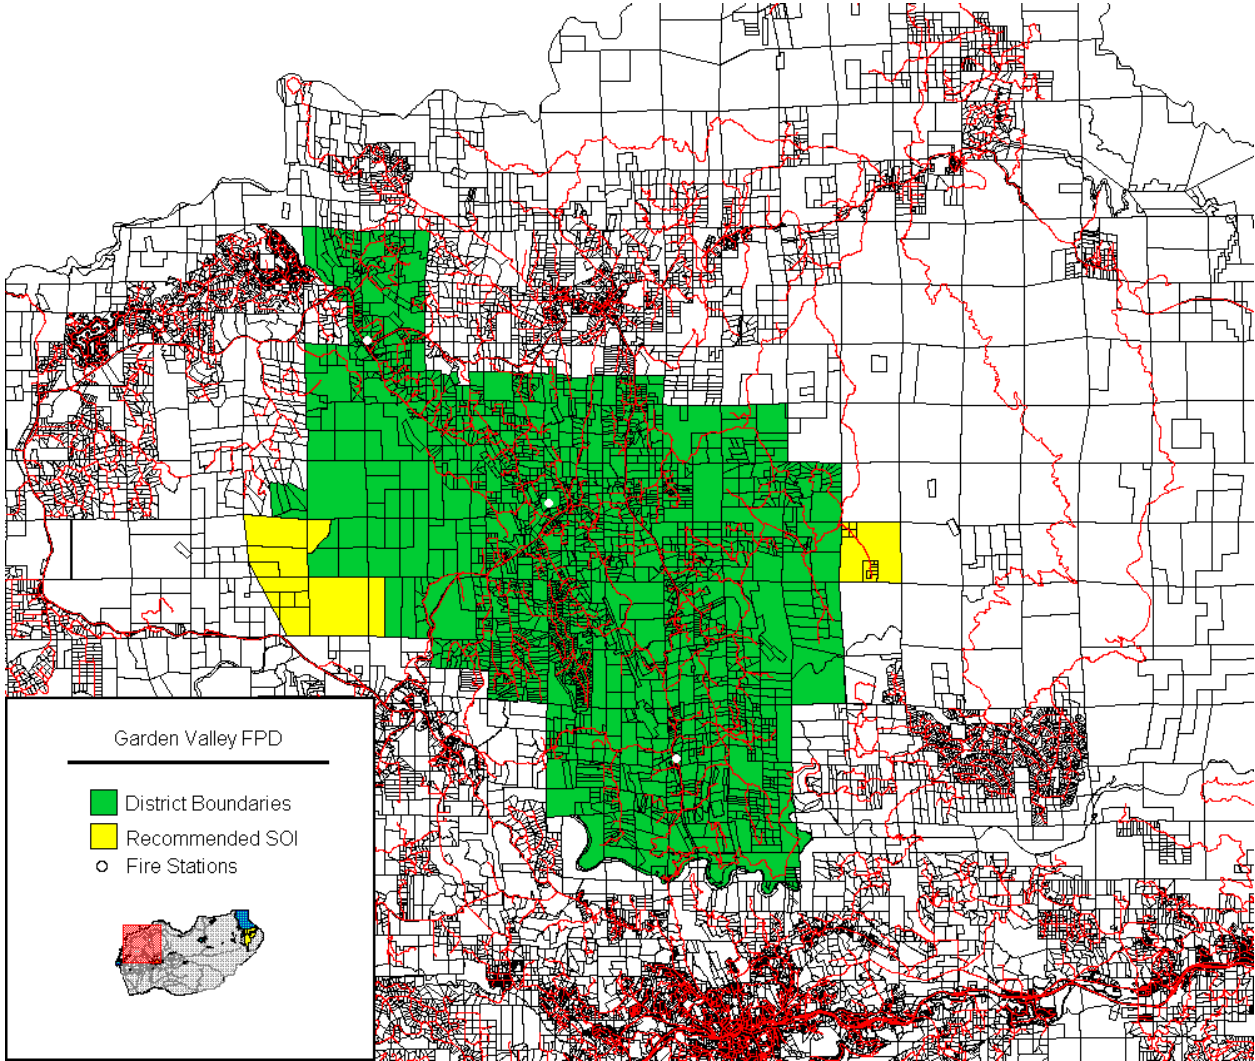 Garden Valley FPD
District Boundaries
Recommended SOI
Fire Stations